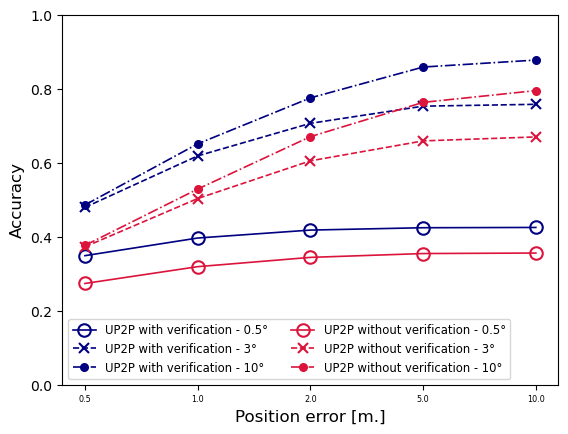 1.0
0.8
0.6
0.4
0.2
0.0
Accuracy
UP2P with verification - 0.5°
UP2P with verification - 3°
UP2P with verification - 10°
UP2P without verification - 0.5°
UP2P without verification - 3°
UP2P without verification - 10°
0.5 1.0 2.0 5.0 10.0
Position error [m.]